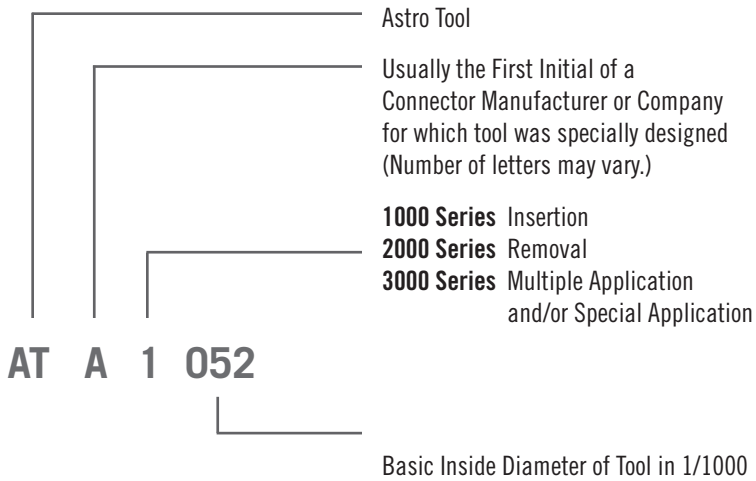 Astro Tool
Usually the First Initial of a
Connector Manufacturer or Company
for which tool was specially designed
(Number of letters may vary.)
1000 Series Insertion
2000 Series Removal
3000 Series Multiple Application
and/or Special Application
AT A 1 052
Basic Inside Diameter of Tool in 1/1000